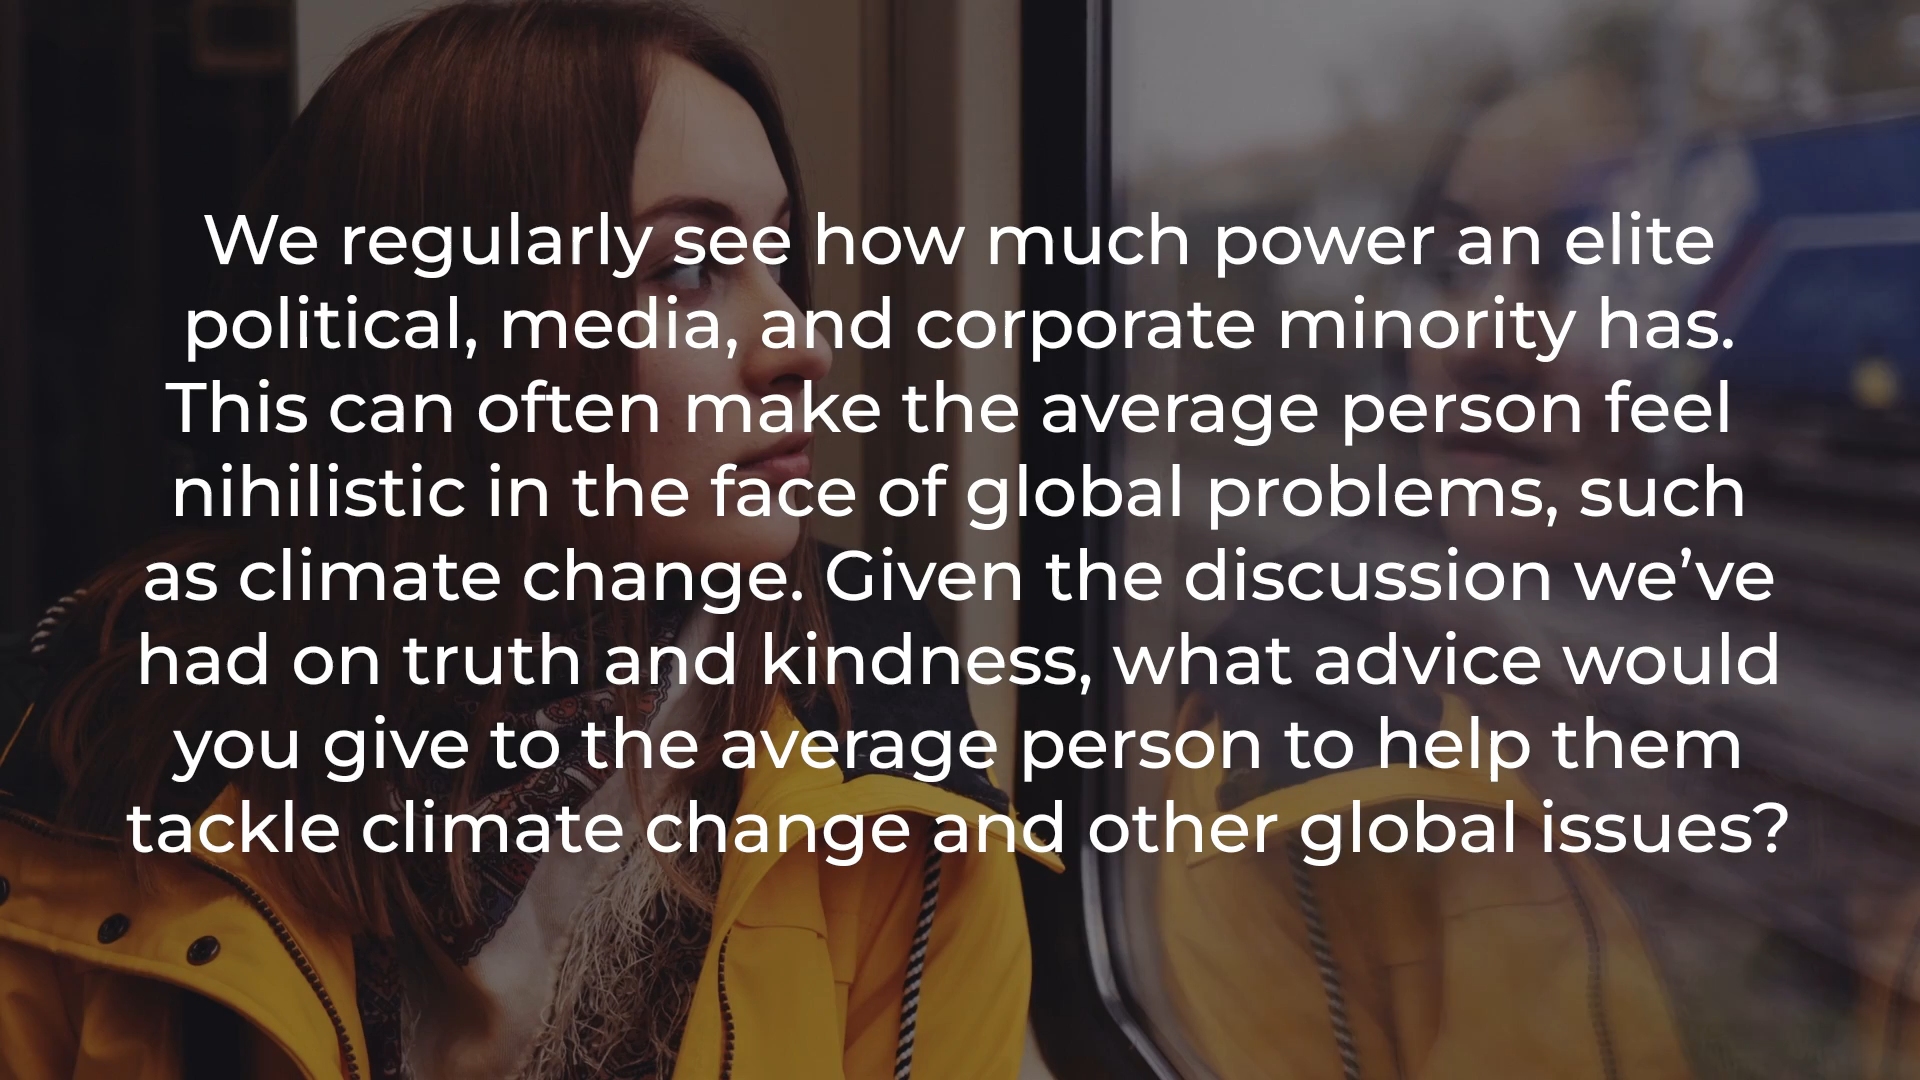 We regularly see how much power an elite
political, media, and corporate minority has.
This can often make the average person feel
nihilistic in the face of global problems, such
as climate change. Given the discussion we’ve
had on truth and kindness, what advice would
you give to the average person to help them
tackle climate change and other global issues?